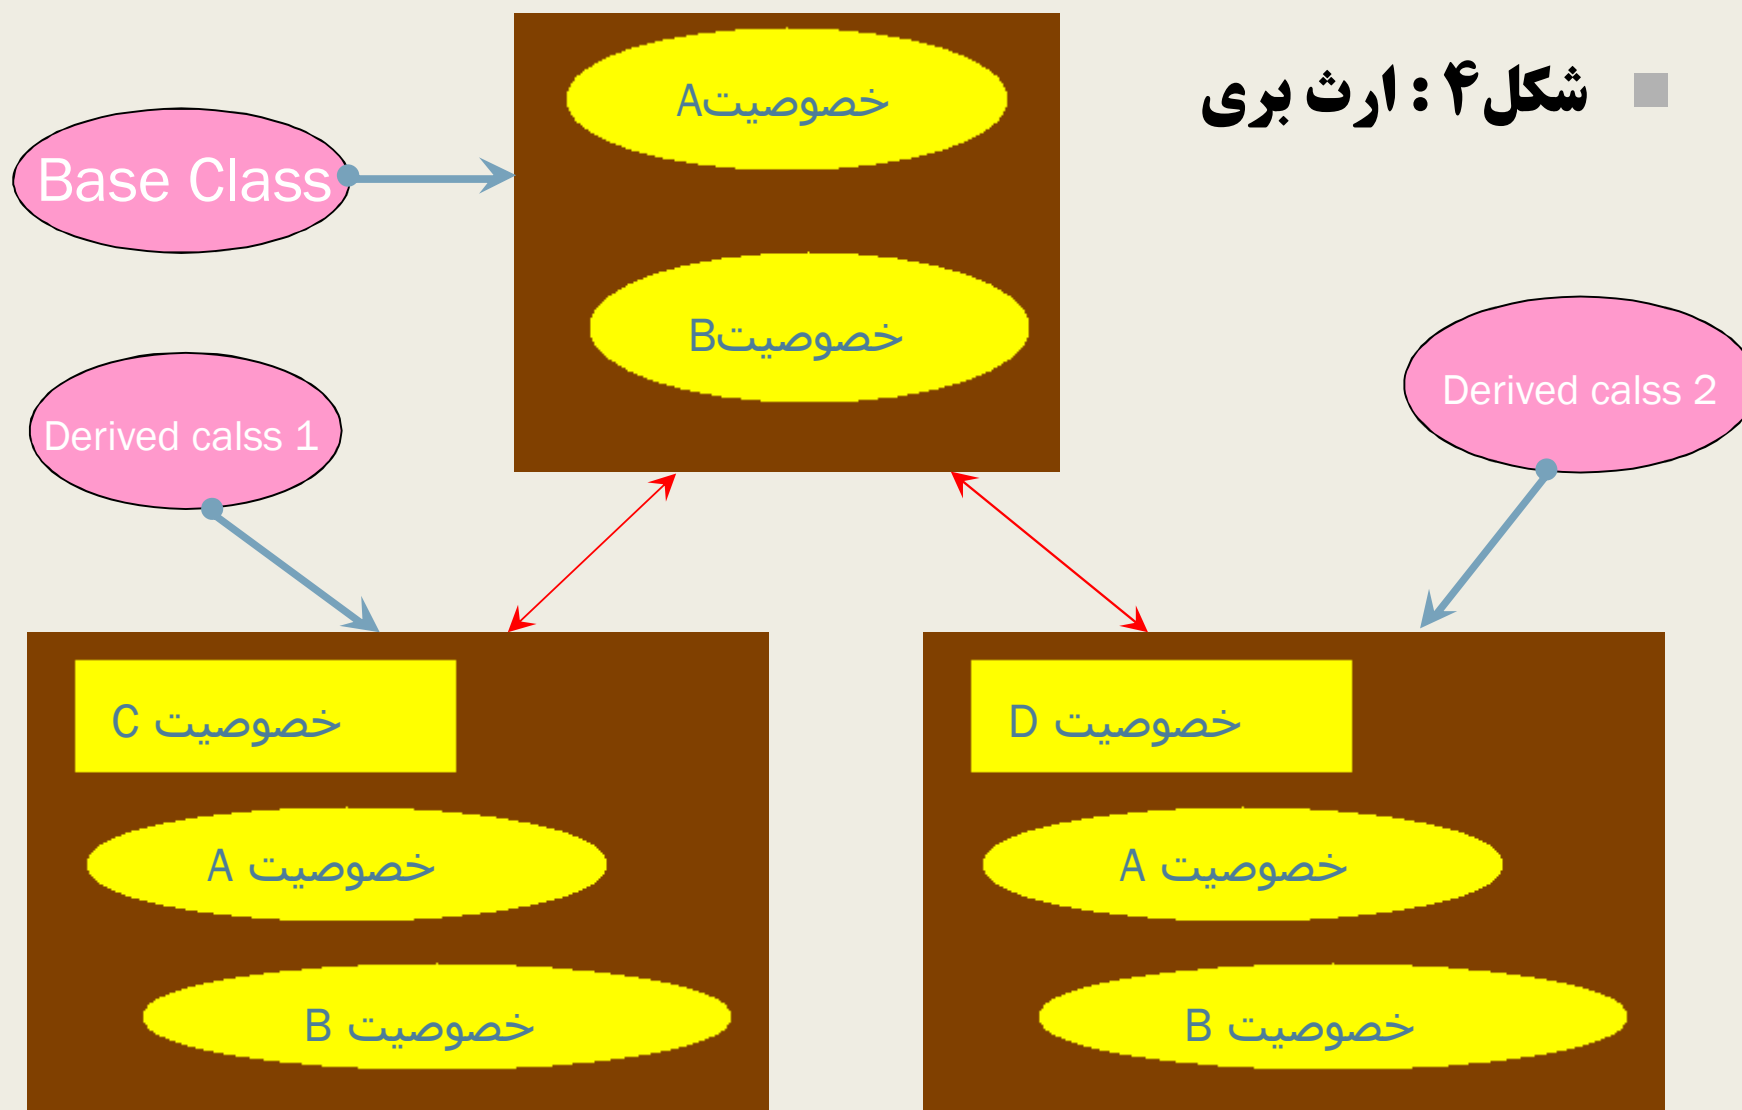 شکل۴ : ارث بری
خصوصیتA
Base Class
خصوصیتB
Derived calss 1
Derived calss 2
خصوصیت C
خصوصیت A
خصوصیت B
خصوصیت D
خصوصیت A
خصوصیت B